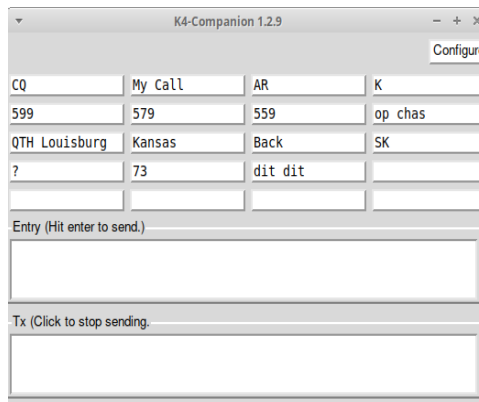 K4-Companion 1.2.9
Configure
CQ My Call AR K
599 579 559 op chas
QTH Louisburg Kansas Back SK
? 73 dit dit
Entry (Hit enter to send.)
Tx (Click to stop sending.